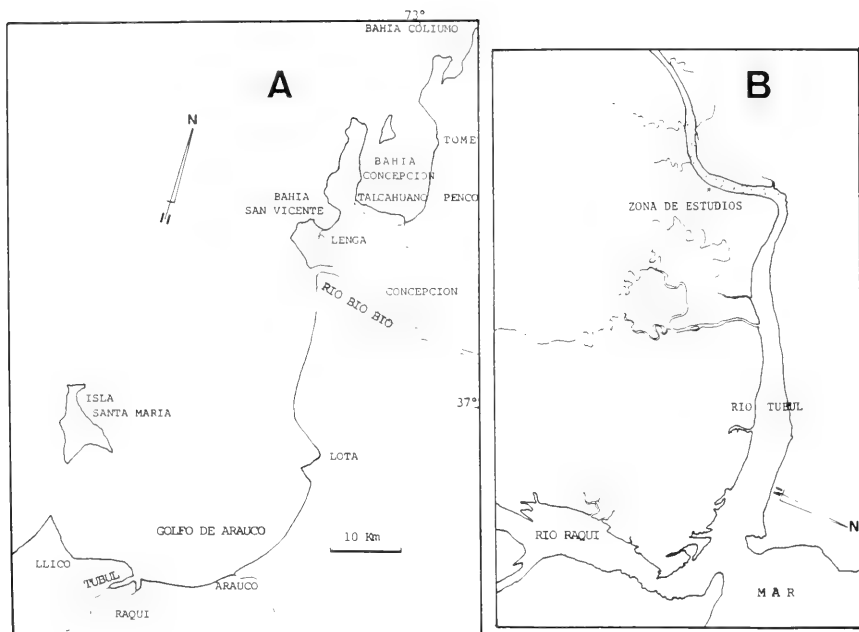 73°
BAHIA COLIUMO
A
N
TOME
BAHIA
CONCEPCION
BAHIA
SAN VICENTE
TALCAHUANO
PENCO
LENGA
CONCEPCION
RIO BIO BIO
ISLA
SANTA MARIA
37°
LOTA
GOLFO DE ARAUCO
10 Km
LLICO
TUBUL
ARAUCO
RAQUI
B
ZONA DE ESTUDIOS
RIO TUBUL
N
RIO RAQUI
MAR